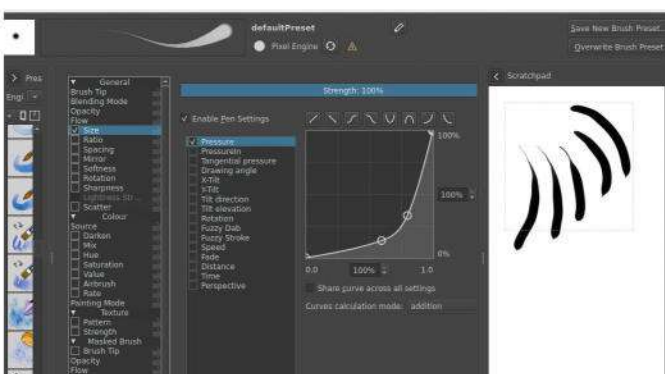 defaultPreset
Pixel Engine
Save New Brush Preset...
Overwrite Brush Preset
Pres
Engi
General
Brush Tip
Blending Mode
Opacity
Flow
Size
Ratio
Spacing
Mirror
Softness
Rotation
Sharpness
Lightness Str...
Scatter
Colour
Source
Darken
Mix
Hue
Saturation
Value
Airbrush
Rate
Painting Mode
Texture
Pattern
Strength
Masked Brush
Brush Tip
Opacity
Flow
Strength: 100%
Enable Pen Settings
Pressure
PressureIn
Tangential pressure
Drawing angle
X-Tilt
Y-Tilt
Tilt direction
Tilt elevation
Rotation
Fuzzy Dab
Fuzzy Stroke
Speed
Fade
Distance
Time
Perspective
100%
100%
0%
0.0
100%
1.0
Share curve across all settings
Curves calculation mode: addition
Scratchpad